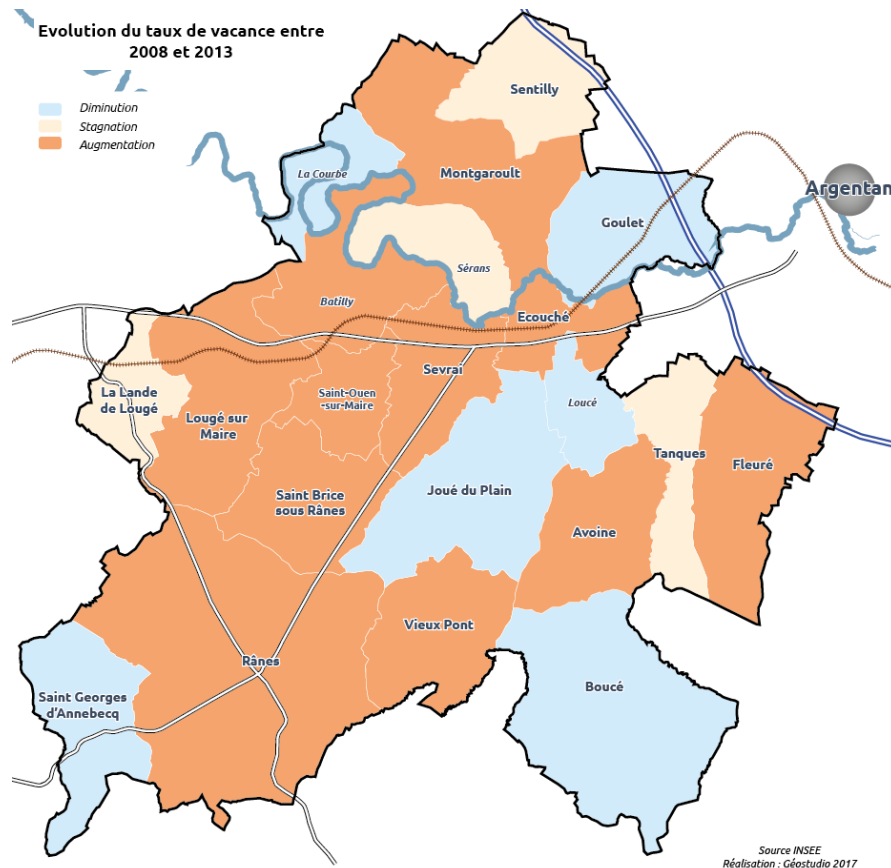 Evolution du taux de vacance entre
2008 et 2013
Diminution
Stagnation
Augmentation
Sentilly
La Courbe
Montgaroult
Argentan
Goulet
Sérans
Batilly
Ecouché
Sevrai
La Lande
de Lougé
Saint-Ouen
-sur-Maire
Loucé
Lougé sur
Maire
Tanques
Fleuré
Joué du Plain
Saint Brice
sous Rânes
Avoine
Vieux Pont
Rânes
Boucé
Saint Georges
d'Annebecq
Source INSEE
Réalisation : Géostudio 2017